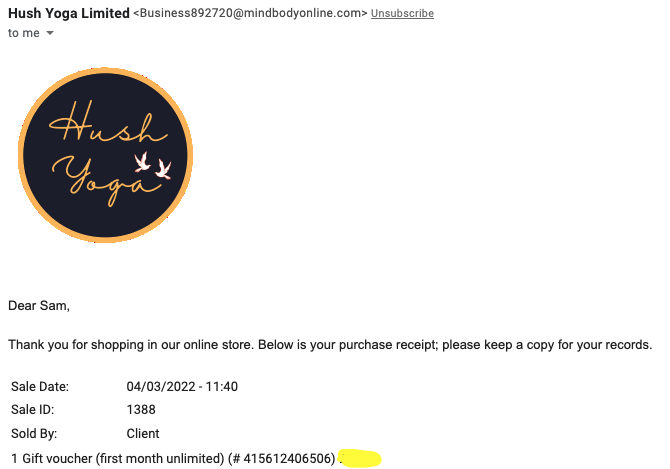 Hush Yoga Limited <Business892720@mindbodyonline.com> Unsubscribe
to me
Hush
Yoga
Dear Sam,
Thank you for shopping in our online store. Below is your purchase receipt; please keep a copy for your records.
Sale Date: 04/03/2022 - 11:40
Sale ID: 1388
Sold By: Client
1 Gift voucher (first month unlimited) (# 415612406506)